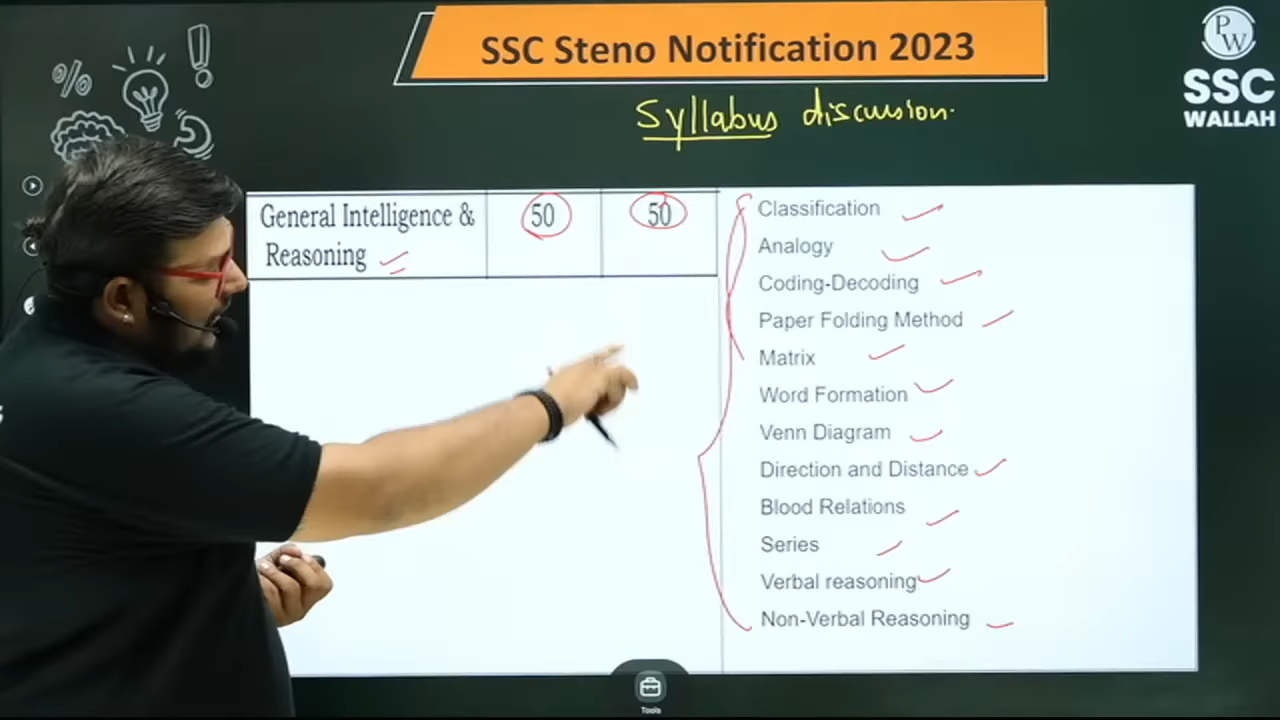 SSC Steno Notification 2023
PW
SSC
WALLAH
Syllabus discussion.
%
General Intelligence &
Reasoning
50
50
Classification
Analogy
Coding-Decoding
Paper Folding Method
Matrix
Word Formation
Venn Diagram
Direction and Distance
Blood Relations
Series
Verbal reasoning
Non-Verbal Reasoning
Tools